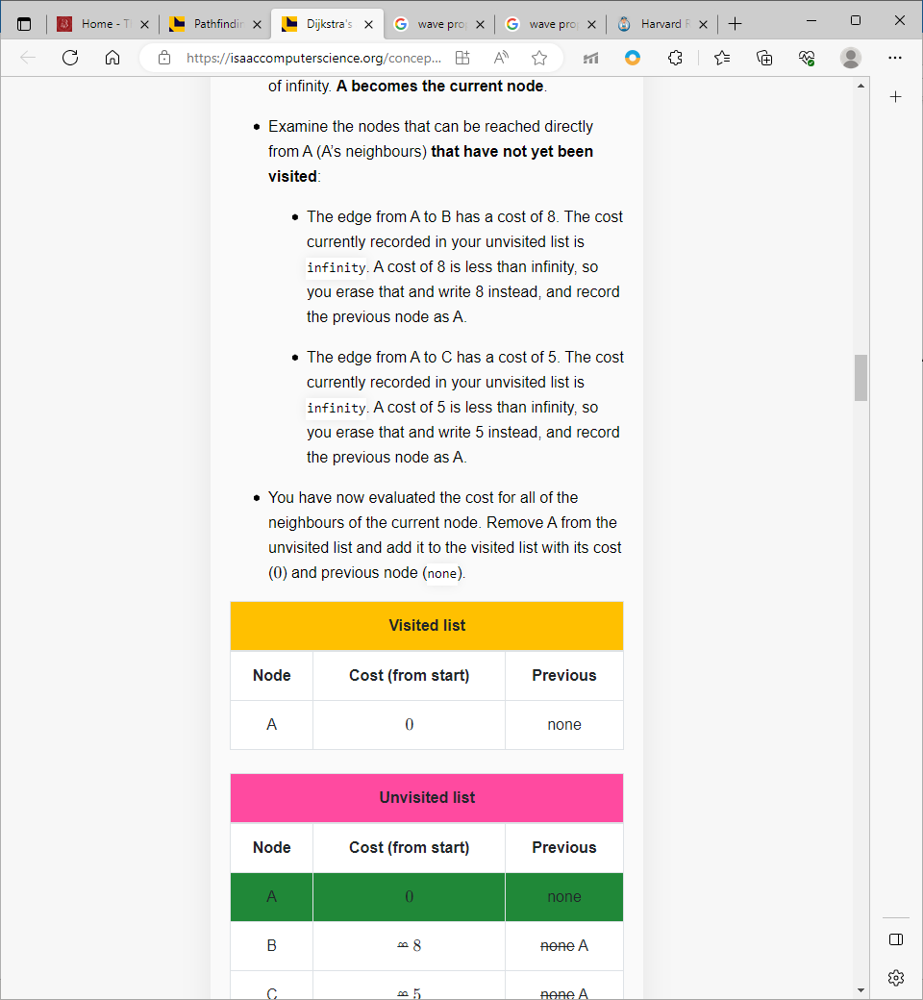 Home - Th
Pathfindin
Dijkstra's
wave prop
wave prop
Harvard R
https://isaaccomputerscience.org/concep...
of infinity. A becomes the current node.
Examine the nodes that can be reached directly
from A (A's neighbours) that have not yet been
visited:
The edge from A to B has a cost of 8. The cost
currently recorded in your unvisited list is
infinity. A cost of 8 is less than infinity, so
you erase that and write 8 instead, and record
the previous node as A.
The edge from A to C has a cost of 5. The cost
currently recorded in your unvisited list is
infinity. A cost of 5 is less than infinity, so
you erase that and write 5 instead, and record
the previous node as A.
You have now evaluated the cost for all of the
neighbours of the current node. Remove A from the
unvisited list and add it to the visited list with its cost
(0) and previous node (none).
Visited list
Node Cost (from start) Previous
A 0 none
Unvisited list
Node Cost (from start) Previous
A 0 none
B ∞ 8 none A
C ∞ 5 none A